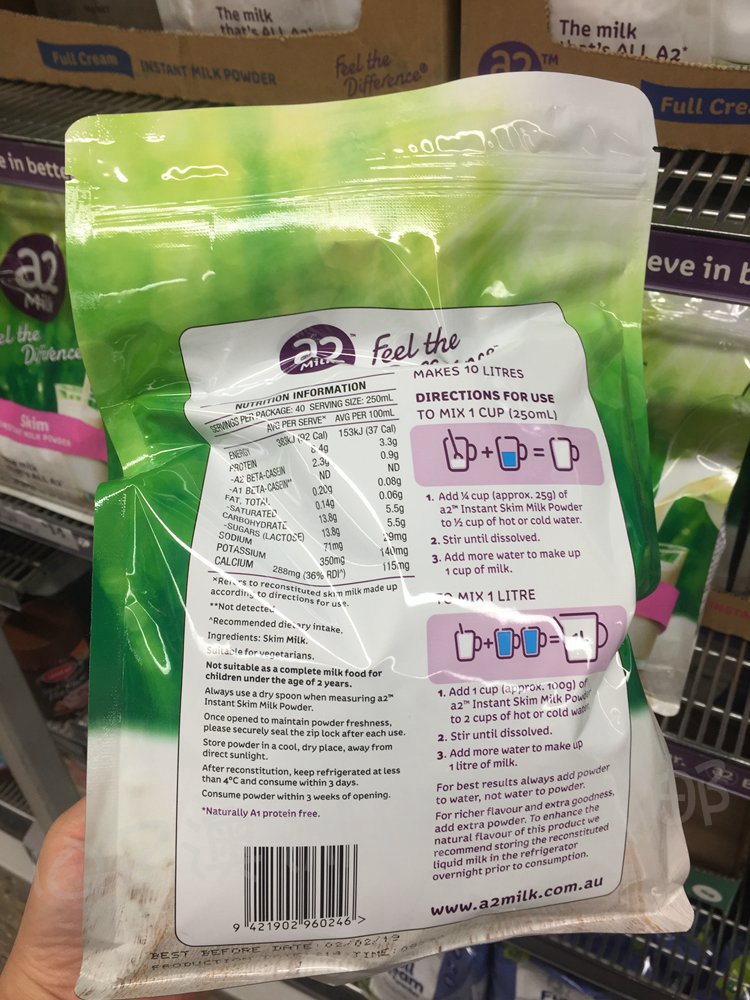 The milk
that's ALL A2*
Full Cream
INSTANT MILK POWDER
Feel the
Difference®
The milk
that's ALL A2*
a2™
Full Cre
e in bette
eve in b
a2
Milk
el the
Difference
Skim
INSTANT MILK POWDER
a2™
Milk
Feel the
NUTRITION INFORMATION
SERVINGS PER PACKAGE: 40 SERVING SIZE: 250mL
AVG PER SERVE× AVG PER 100mL
ENERGY 383kJ (92 Cal) 153kJ (37 Cal)
PROTEIN 8.4g 3.3g
-A2 BETA-CASEIN 2.3g 0.9g
-A1 BETA-CASEIN** ND ND
FAT, TOTAL 0.20g 0.08g
-SATURATED 0.14g 0.06g
CARBOHYDRATE 13.8g 5.5g
-SUGARS (LACTOSE) 13.8g 5.5g
SODIUM 71mg 29mg
POTASSIUM 350mg 140mg
CALCIUM 288mg (36% RDI^) 115mg
×Refers to reconstituted skim milk made up
according to directions for use.
**Not detected.
^Recommended dietary intake.
Ingredients: Skim Milk.
Suitable for vegetarians.
Not suitable as a complete milk food for
children under the age of 2 years.
Always use a dry spoon when measuring a2™
Instant Skim Milk Powder.
Once opened to maintain powder freshness,
please securely seal the zip lock after each use.
Store powder in a cool, dry place, away from
direct sunlight.
After reconstitution, keep refrigerated at less
than 4°C and consume within 3 days.
Consume powder within 3 weeks of opening.
*Naturally A1 protein free.
9 421902 960246 >
MAKES 10 LITRES
DIRECTIONS FOR USE
TO MIX 1 CUP (250mL)
+ =
1. Add ¼ cup (approx. 25g) of
a2™ Instant Skim Milk Powder
to ½ cup of hot or cold water.
2. Stir until dissolved.
3. Add more water to make up
1 cup of milk.
TO MIX 1 LITRE
+ = 1L
1. Add 1 cup (approx. 100g) of
a2™ Instant Skim Milk Powder
to 2 cups of hot or cold water.
2. Stir until dissolved.
3. Add more water to make up
1 litre of milk.
For best results always add powder
to water, not water to powder.
For richer flavour and extra goodness,
add extra powder. To enhance the
natural flavour of this product we
recommend storing the reconstituted
liquid milk in the refrigerator
overnight prior to consumption.
www.a2milk.com.au
BEST BEFORE DATE: 02/02/19
PRODUCTION TIME: